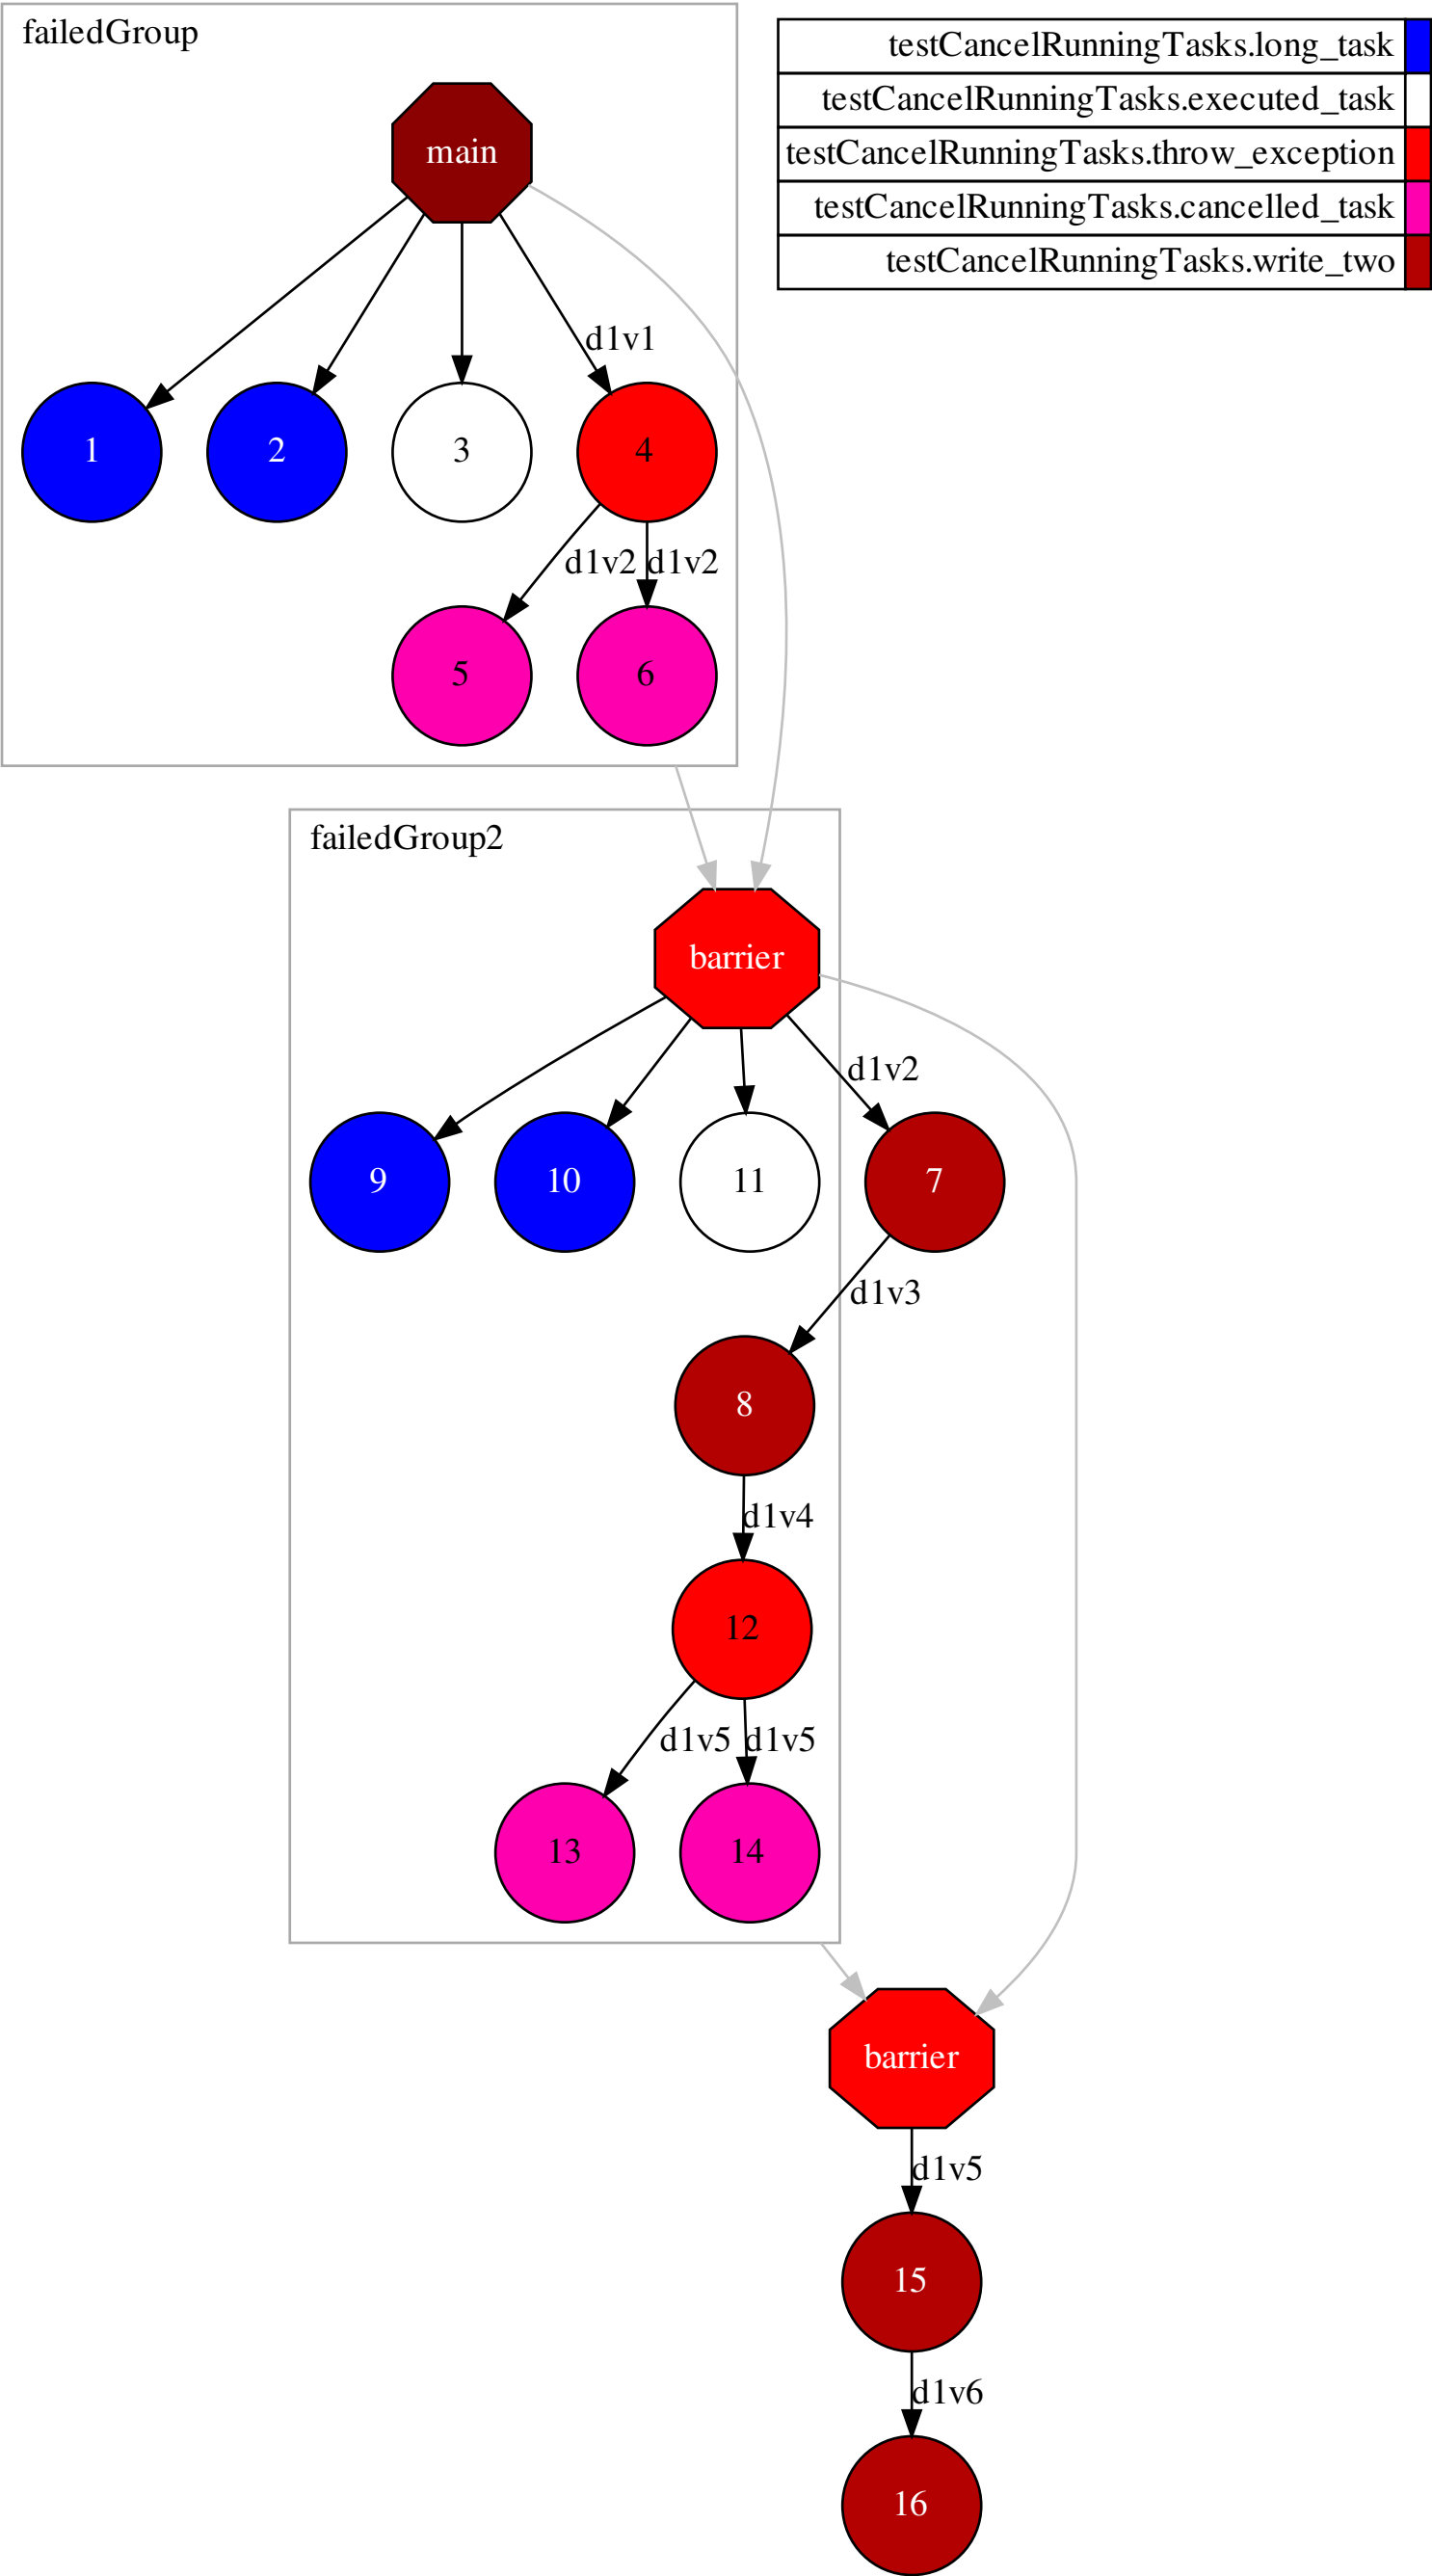 failedGroup
testCancelRunningTasks.long_task
testCancelRunningTasks.executed_task
testCancelRunningTasks.throw_exception
testCancelRunningTasks.cancelled_task
testCancelRunningTasks.write_two
main
d1v1
1
2
3
4
d1v2
d1v2
5
6
failedGroup2
barrier
d1v2
9
10
11
7
d1v3
8
d1v4
12
d1v5
d1v5
13
14
barrier
d1v5
15
d1v6
16